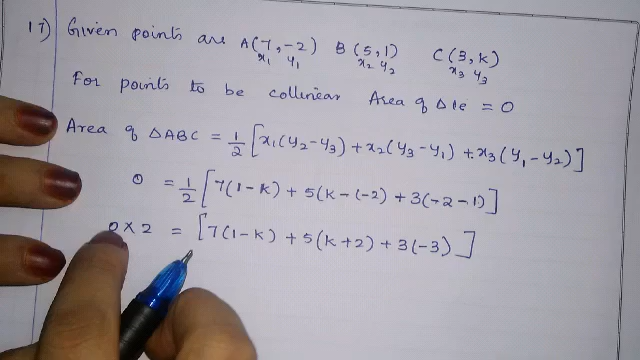 17) Given points are A(7,-2) B(5,1) C(3,k)
x₁ y₁ x₂ y₂ x₃ y₃
For points to be collinear Area of Δle = 0
Area of ΔABC = 1/2 [x₁(y₂-y₃) + x₂(y₃-y₁) + x₃(y₁-y₂)]
0 = 1/2 [7(1-k) + 5(k-(-2) + 3(-2-1)]
0×2 = [7(1-k) + 5(k+2) + 3(-3)]